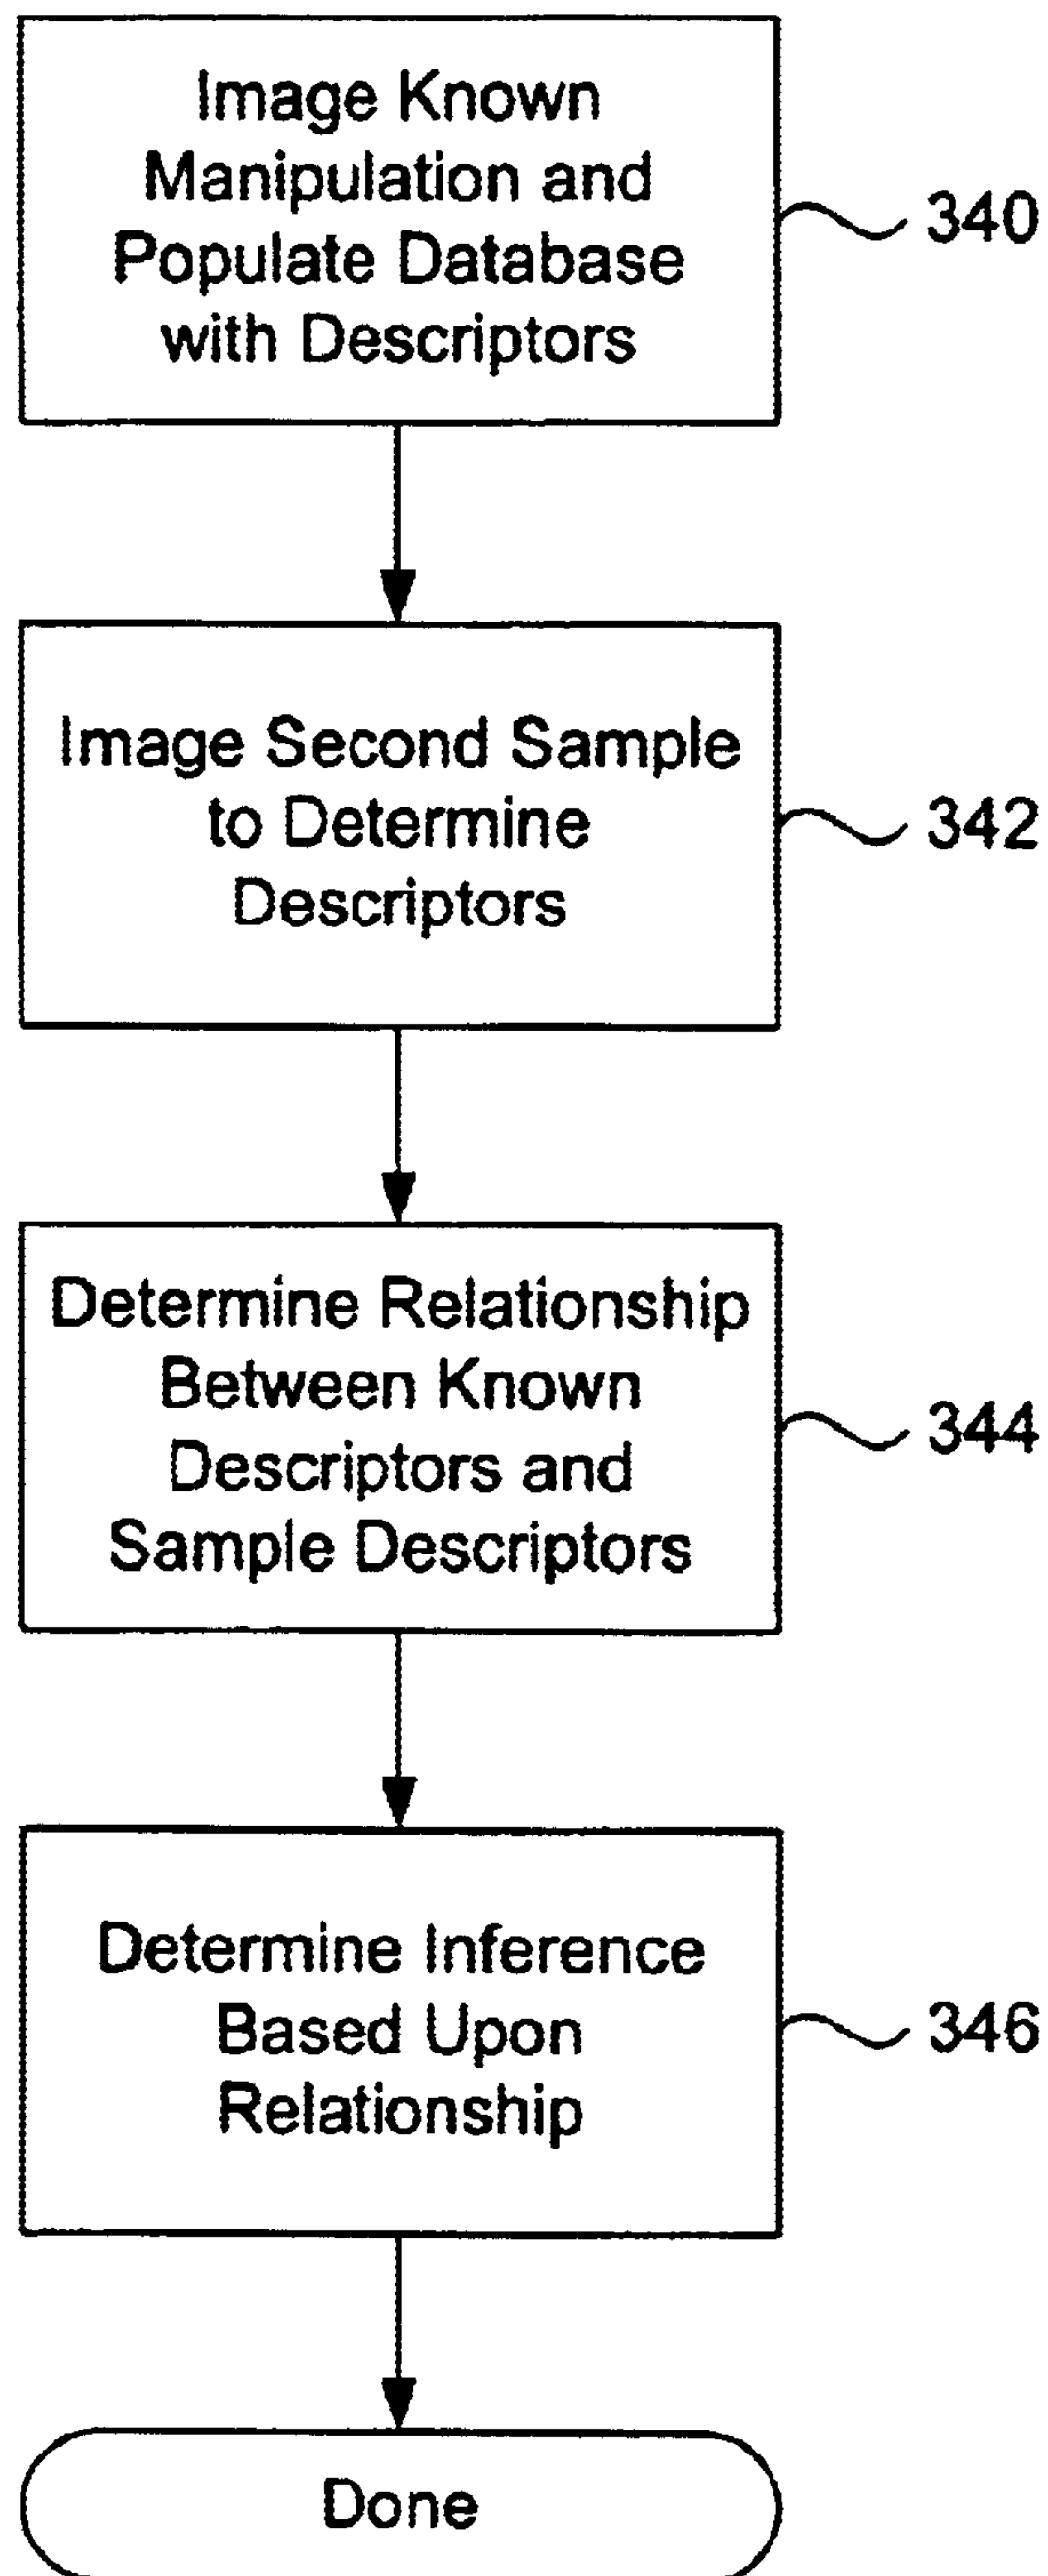 Image Known
Manipulation and
Populate Database
with Descriptors
340
Image Second Sample
to Determine
Descriptors
342
Determine Relationship
Between Known
Descriptors and
Sample Descriptors
344
Determine Inference
Based Upon
Relationship
346
Done